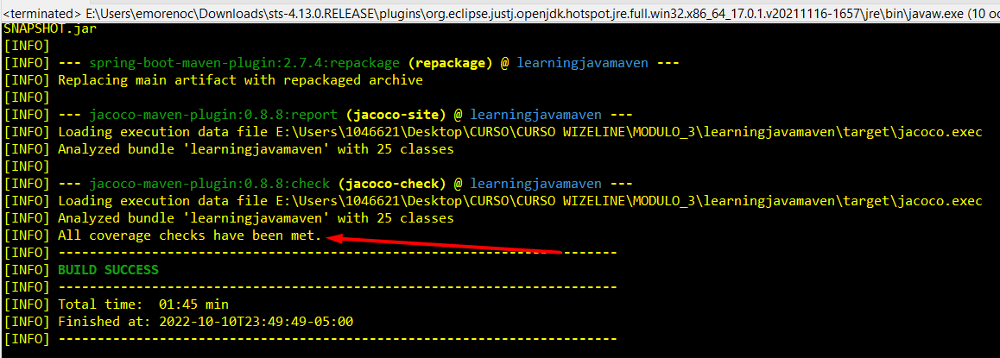 <terminated> E:\Users\emorenoc\Downloads\sts-4.13.0.RELEASE\plugins\org.eclipse.justj.openjdk.hotspot.jre.full.win32.x86_64_17.0.1.v20211116-1657\jre\bin\javaw.exe (10 oc
SNAPSHOT.jar
[INFO]
[INFO] --- spring-boot-maven-plugin:2.7.4:repackage (repackage) @ learningjavamaven ---
[INFO] Replacing main artifact with repackaged archive
[INFO]
[INFO] --- jacoco-maven-plugin:0.8.8:report (jacoco-site) @ learningjavamaven ---
[INFO] Loading execution data file E:\Users\1046621\Desktop\CURSO\CURSO WIZELINE\MODULO_3\learningjavamaven\target\jacoco.exec
[INFO] Analyzed bundle 'learningjavamaven' with 25 classes
[INFO]
[INFO] --- jacoco-maven-plugin:0.8.8:check (jacoco-check) @ learningjavamaven ---
[INFO] Loading execution data file E:\Users\1046621\Desktop\CURSO\CURSO WIZELINE\MODULO_3\learningjavamaven\target\jacoco.exec
[INFO] Analyzed bundle 'learningjavamaven' with 25 classes
[INFO] All coverage checks have been met.
[INFO] ------------------------------------------------------------------------
[INFO] BUILD SUCCESS
[INFO] ------------------------------------------------------------------------
[INFO] Total time:  01:45 min
[INFO] Finished at: 2022-10-10T23:49:49-05:00
[INFO] ------------------------------------------------------------------------